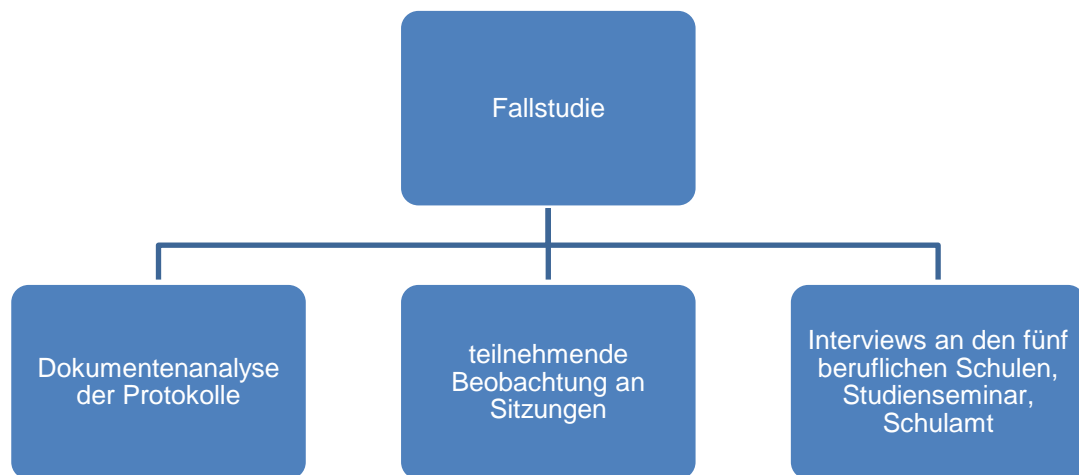 Fallstudie
Dokumentenanalyse
der Protokolle
teilnehmende
Beobachtung an
Sitzungen
Interviews an den fünf
beruflichen Schulen,
Studienseminar,
Schulamt